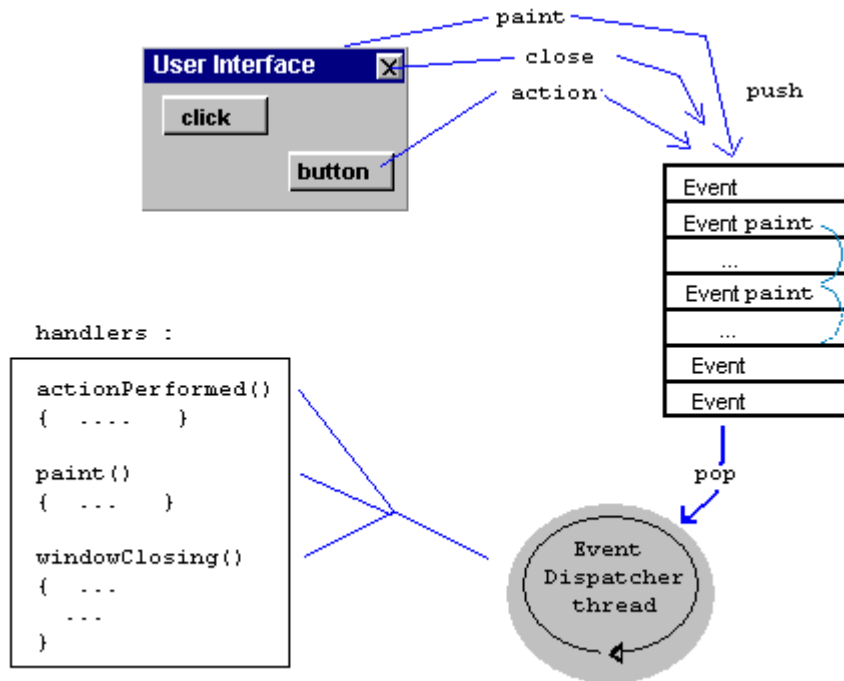 paint
User Interface
close
action
click
push
button
Event
Event paint
...
Event paint
...
Event
Event
pop
handlers :
actionPerformed()
{ .... }
paint()
{ ... }
windowClosing()
{ ...
...
}
Event
Dispatcher
thread